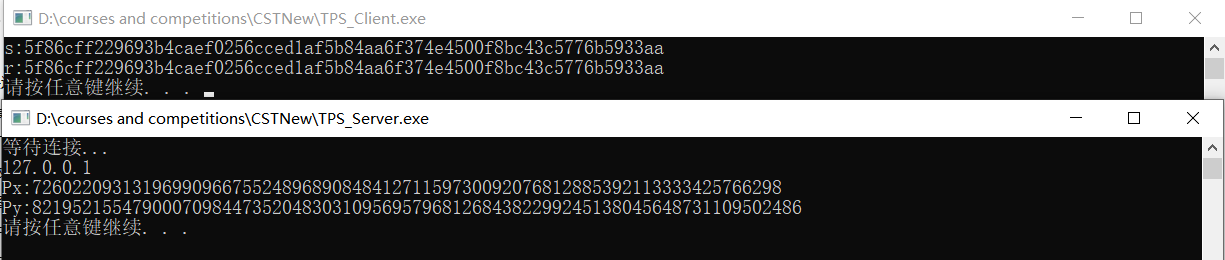 D:\courses and competitions\CSTNew\TPS_Client.exe
s:5f86cff229693b4caef0256cced1af5b84aa6f374e4500f8bc43c5776b5933aa
r:5f86cff229693b4caef0256cced1af5b84aa6f374e4500f8bc43c5776b5933aa
请按任意键继续. . .
D:\courses and competitions\CSTNew\TPS_Server.exe
等待连接...
127.0.0.1
Px:72602209313196990966755248968908484127115973009207681288539211333342576​6298
Py:82195215547900070984473520483031095695796812684382299245138045648731109502486
请按任意键继续. . .